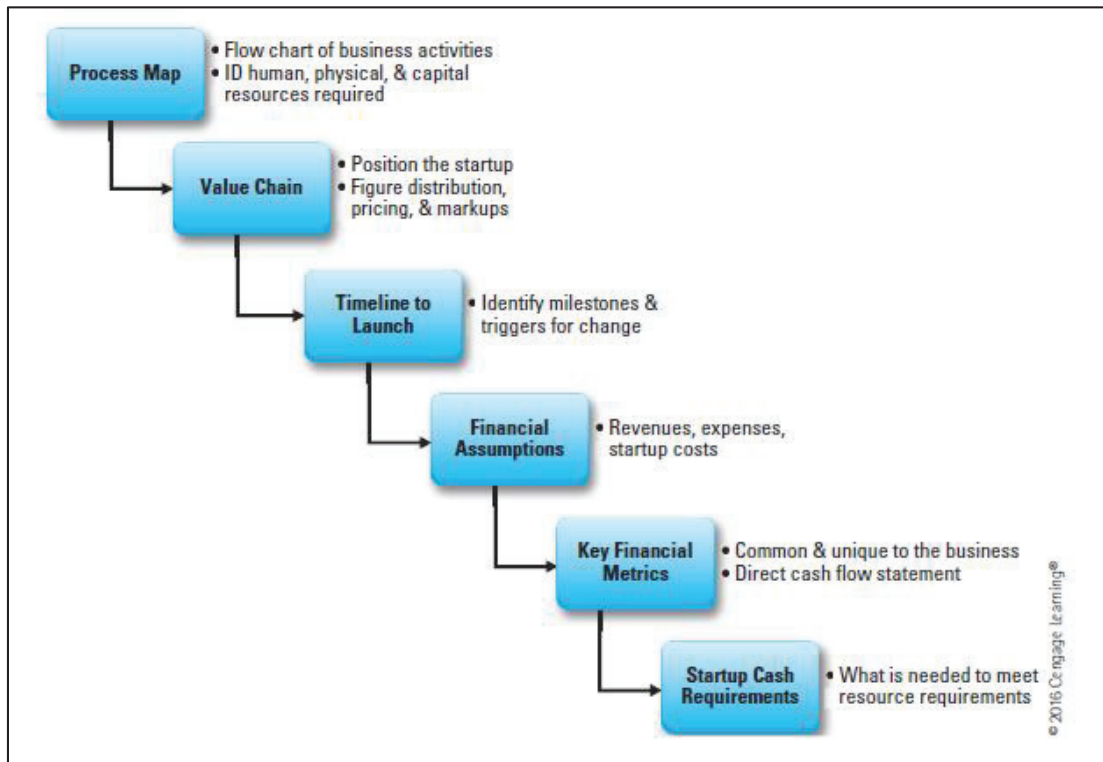 Process Map
• Flow chart of business activities
• ID human, physical, & capital
resources required
Value Chain
• Position the startup
• Figure distribution,
pricing, & markups
Timeline to
Launch
• Identify milestones &
triggers for change
Financial
Assumptions
• Revenues, expenses,
startup costs
Key Financial
Metrics
• Common & unique to the business
• Direct cash flow statement
Startup Cash
Requirements
• What is needed to meet
resource requirements
© 2016 Cengage Learning®